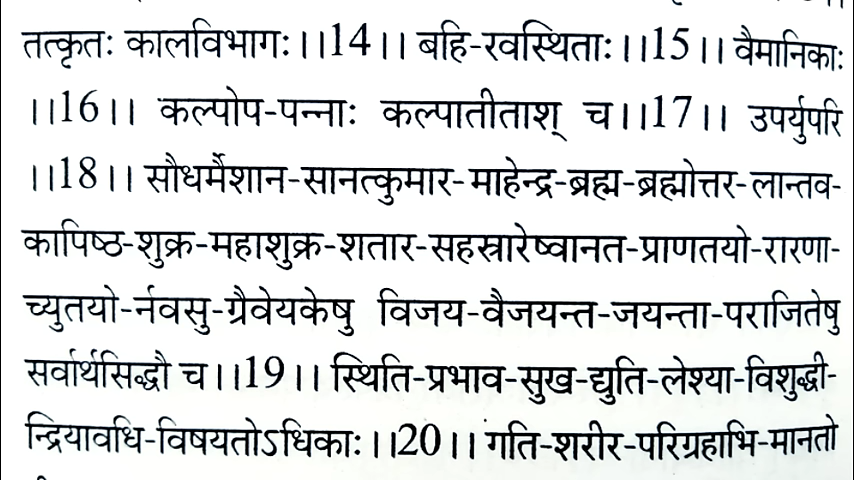 तत्कृतः कालविभागः।।14।। बहि-रवस्थिताः।।15।। वैमानिकाः
।।16।। कल्पोप-पन्नाः कल्पातीताश् च।।17।। उपर्युपरि
।।18।। सौधर्मैशान-सानत्कुमार-माहेन्द्र-ब्रह्म-ब्रह्मोत्तर-लान्तव-
कापिष्ठ-शुक्र-महाशुक्र-शतार-सहस्रारेष्वानत-प्राणतयो-रारणा-
च्युतयो-र्नवसु-ग्रैवेयकेषु विजय-वैजयन्त-जयन्ता-पराजितेषु
सर्वार्थसिद्धौ च।।19।। स्थिति-प्रभाव-सुख-द्युति-लेश्या-विशुद्धी-
न्द्रियावधि-विषयतोऽधिकाः।।20।। गति-शरीर-परिग्रहाभि-मानतो